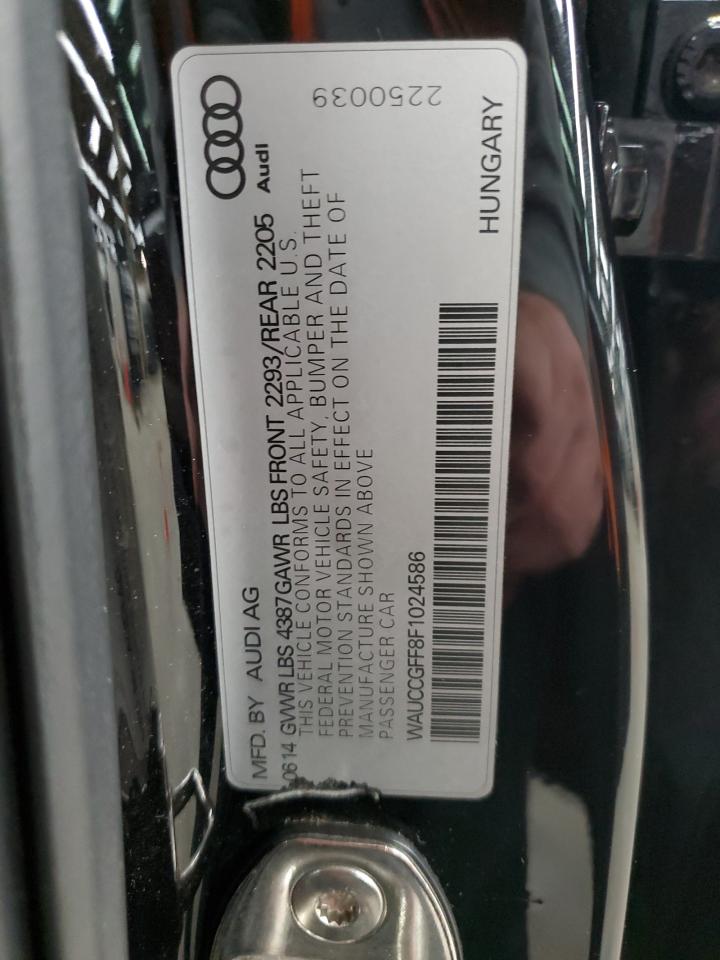 MFD. BY AUDI AG
0614 GVWR LBS 4387 GAWR LBS FRONT 2293/REAR 2205
THIS VEHICLE CONFORMS TO ALL APPLICABLE U.S.
FEDERAL MOTOR VEHICLE SAFETY, BUMPER AND THEFT
PREVENTION STANDARDS IN EFFECT ON THE DATE OF
MANUFACTURE SHOWN ABOVE
PASSENGER CAR
WAUCCGFF8F1024586
Audi
2250039
HUNGARY